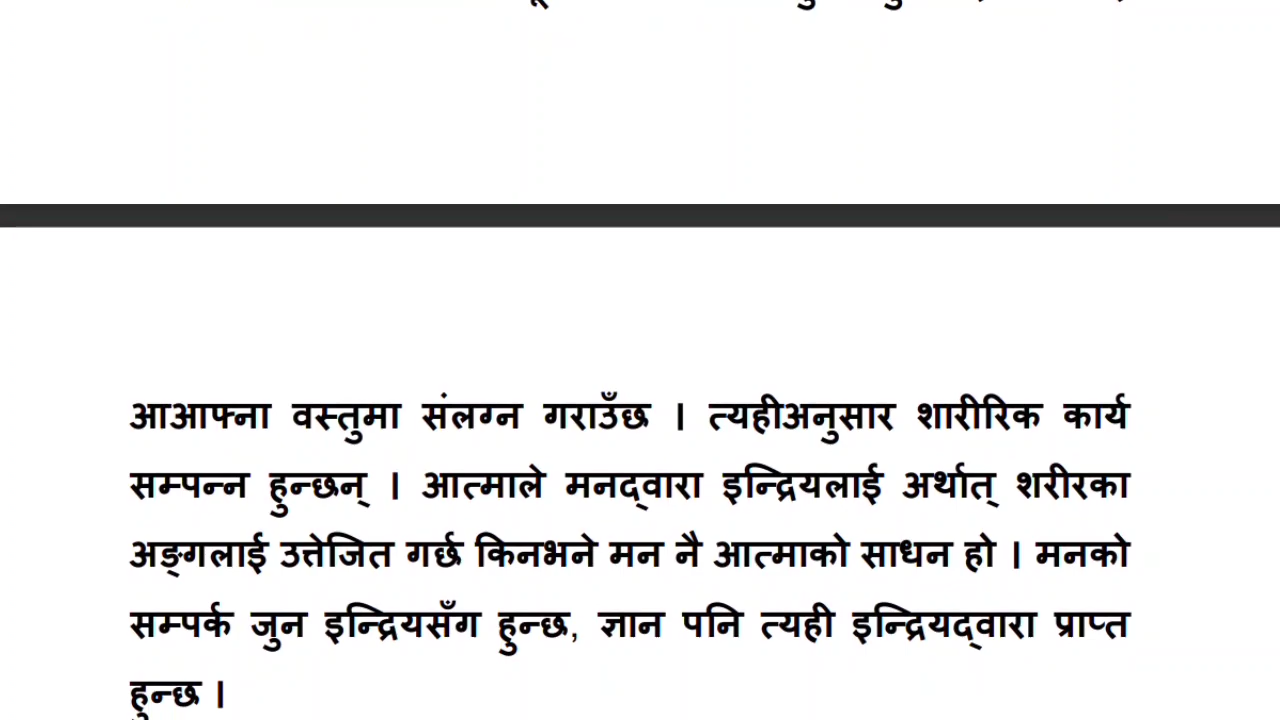 आआफ्ना वस्तुमा संलग्न गराउँछ । त्यहीअनुसार शारीरिक कार्य
सम्पन्न हुन्छन् । आत्माले मनद्वारा इन्द्रियलाई अर्थात् शरीरका
अङ्गलाई उत्तेजित गर्छ किनभने मन नै आत्माको साधन हो । मनको
सम्पर्क जुन इन्द्रियसँग हुन्छ, ज्ञान पनि त्यही इन्द्रियद्वारा प्राप्त
हुन्छ ।